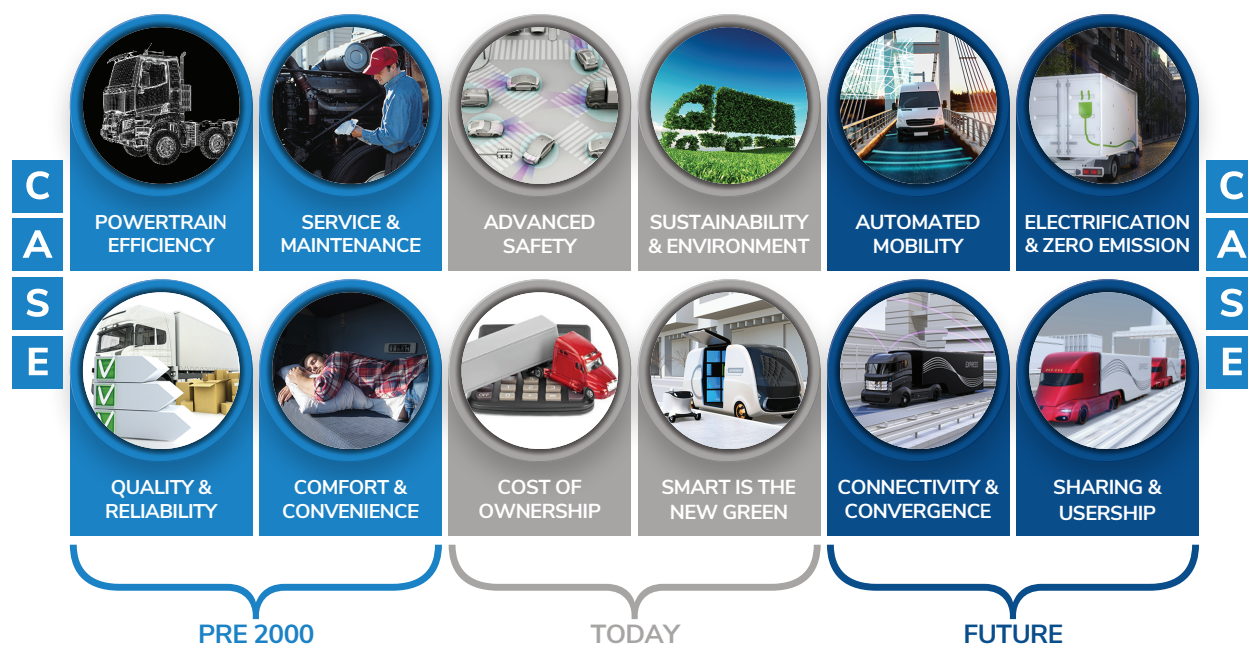 C
A
S
E
POWERTRAIN
EFFICIENCY
SERVICE &
MAINTENANCE
ADVANCED
SAFETY
SUSTAINABILITY
& ENVIRONMENT
AUTOMATED
MOBILITY
ELECTRIFICATION
& ZERO EMISSION
QUALITY &
RELIABILITY
COMFORT &
CONVENIENCE
COST OF
OWNERSHIP
SMART IS THE
NEW GREEN
CONNECTIVITY &
CONVERGENCE
SHARING &
USERSHIP
C
A
S
E
PRE 2000
TODAY
FUTURE